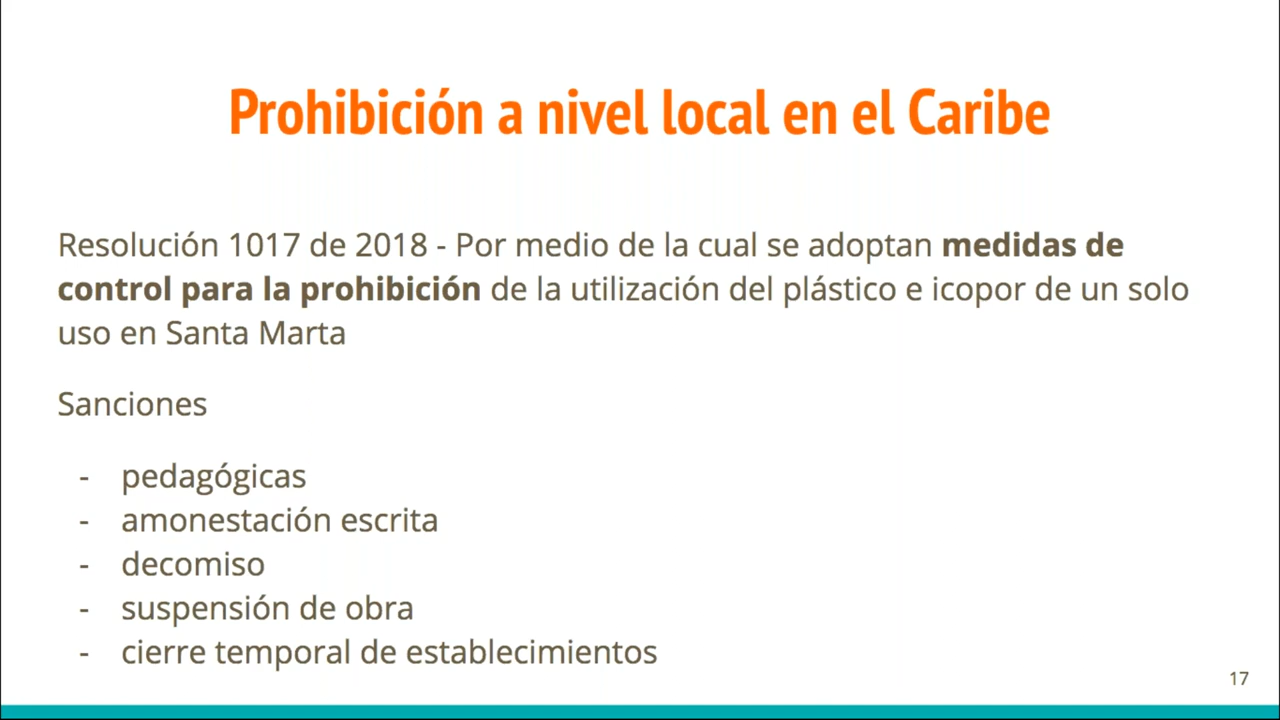 Prohibición a nivel local en el Caribe
Resolución 1017 de 2018 - Por medio de la cual se adoptan medidas de
control para la prohibición de la utilización del plástico e icopor de un solo
uso en Santa Marta
Sanciones
- pedagógicas
- amonestación escrita
- decomiso
- suspensión de obra
- cierre temporal de establecimientos
17